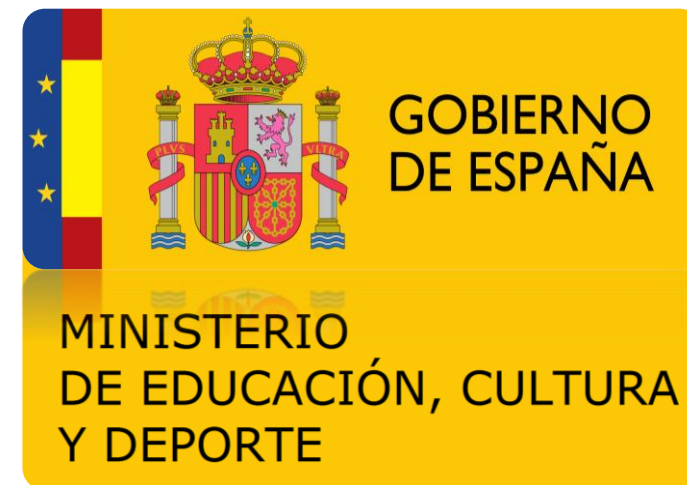 PLVS
VLTRA
GOBIERNO
DE ESPAÑA
MINISTERIO
DE EDUCACIÓN, CULTURA
Y DEPORTE